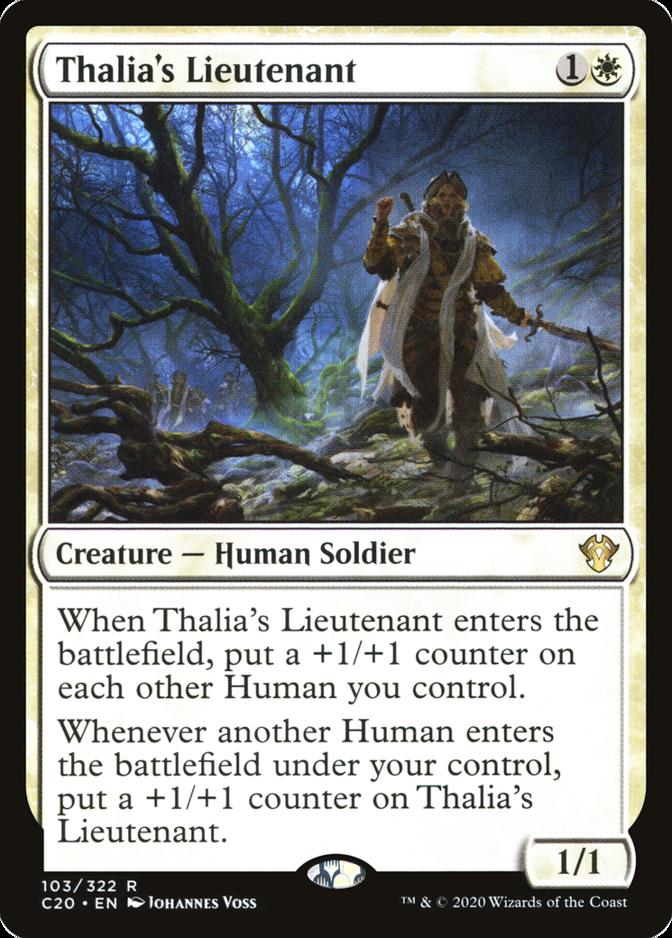 Thalia's Lieutenant 1
Creature — Human Soldier
When Thalia's Lieutenant enters the
battlefield, put a +1/+1 counter on
each other Human you control.
Whenever another Human enters
the battlefield under your control,
put a +1/+1 counter on Thalia's
Lieutenant.
1/1
103/322 R
C20 • EN Johannes Voss
™ & © 2020 Wizards of the Coast